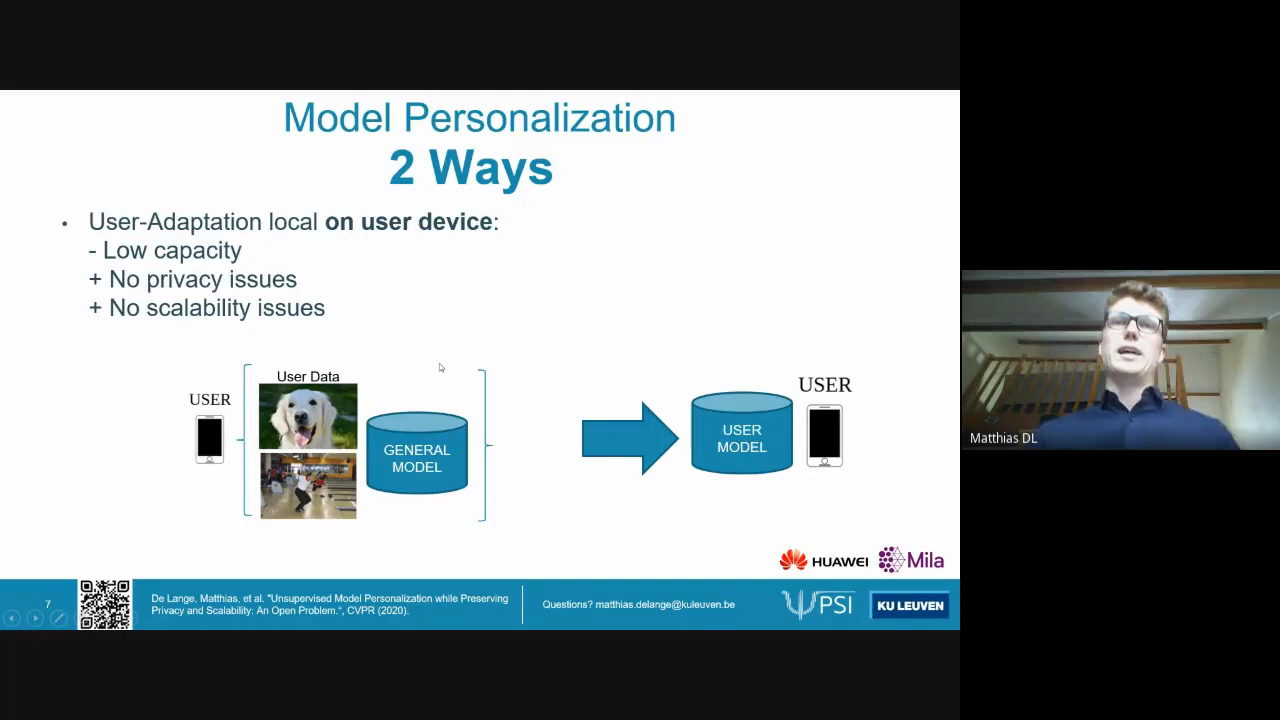 Model Personalization
2 Ways
• User-Adaptation local on user device:
- Low capacity
+ No privacy issues
+ No scalability issues
User Data
USER
GENERAL
MODEL
USER
MODEL
USER
Matthias DL
HUAWEI
Mila
7
De Lange, Matthias, et al. "Unsupervised Model Personalization while Preserving
Privacy and Scalability: An Open Problem.", CVPR (2020).
Questions? matthias.delange@kuleuven.be
PSI
KU LEUVEN